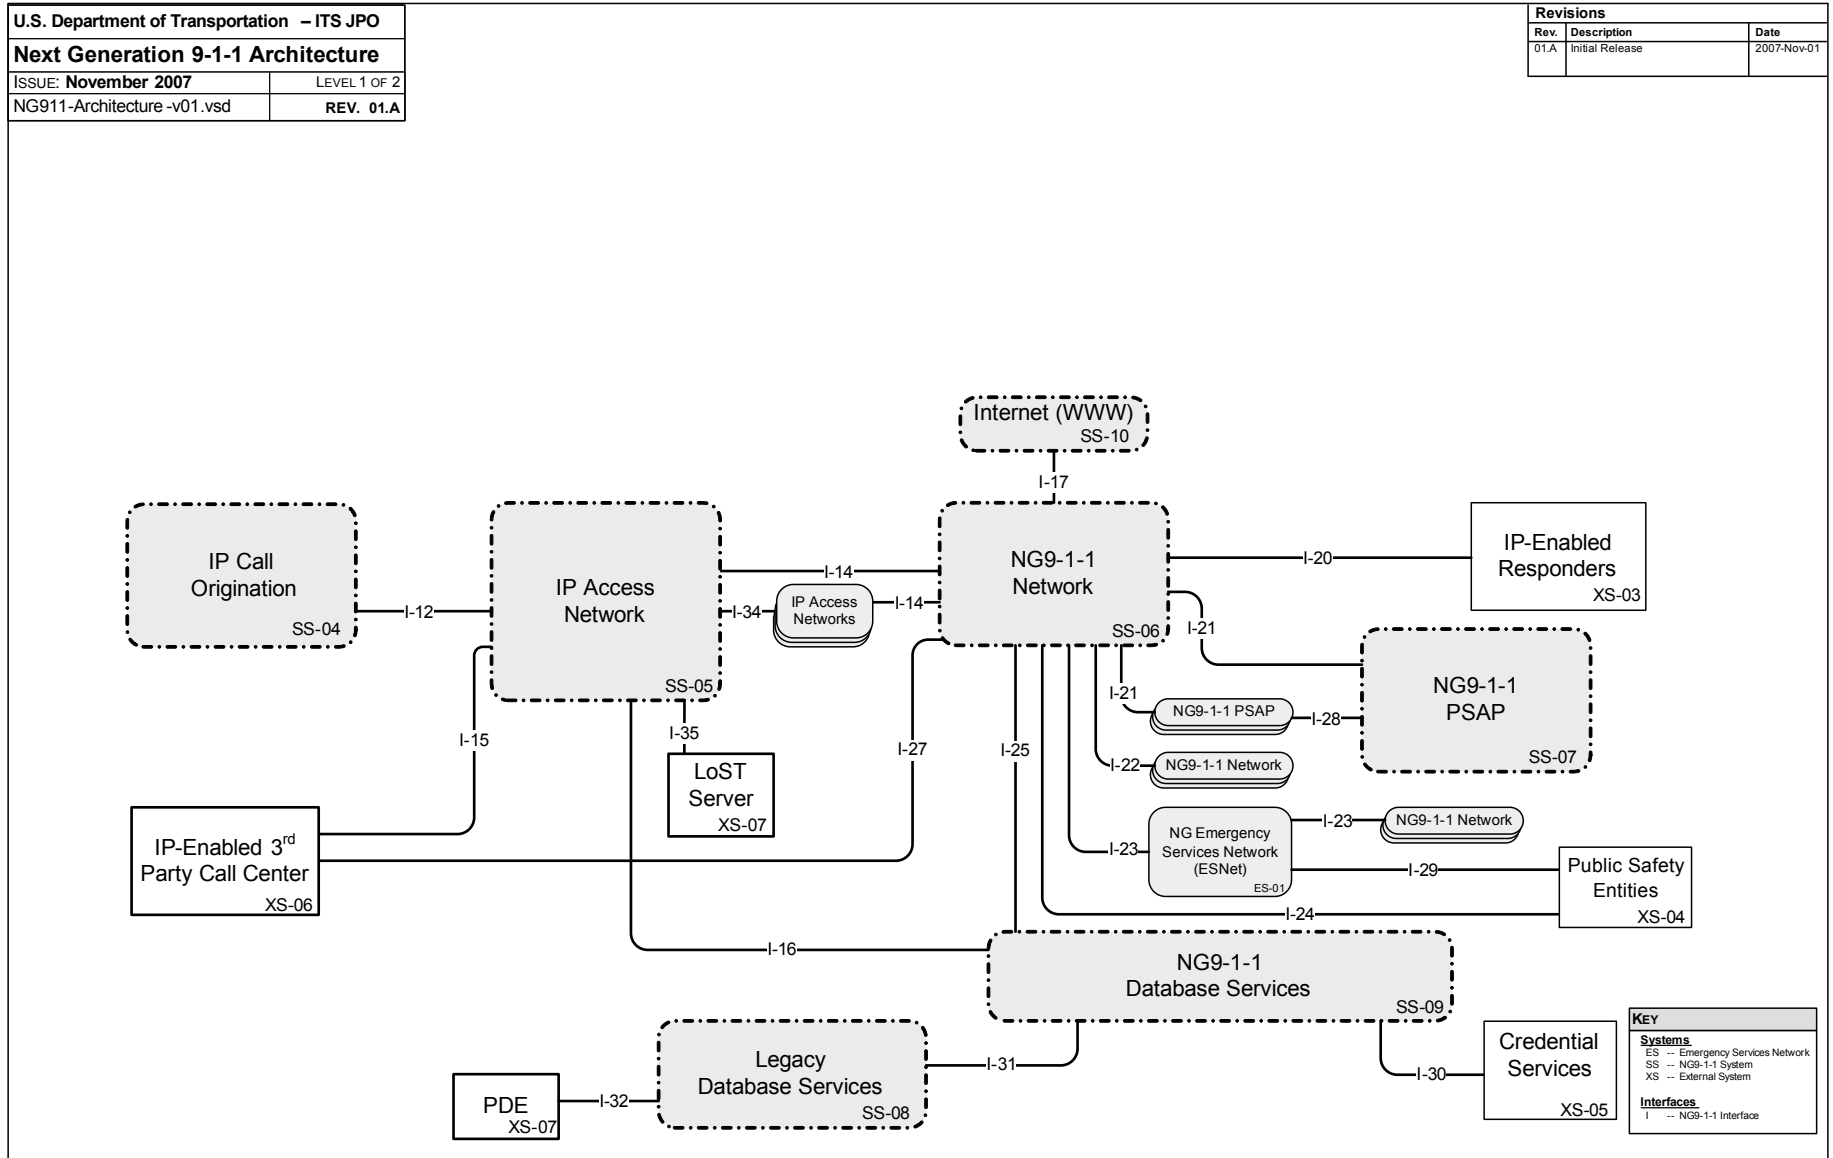 U.S. Department of Transportation – ITS JPO
Next Generation 9-1-1 Architecture
ISSUE: November 2007
LEVEL 1 OF 2
NG911-Architecture -v01.vsd
REV. 01.A
Revisions
Rev. Description Date
01.A Initial Release 2007-Nov-01
Internet (WWW)
SS-10
I-17
IP Call
Origination
SS-04
I-12
IP Access
Network
SS-05
I-14
I-34
IP Access
Networks
I-14
NG9-1-1
Network
SS-06
I-20
IP-Enabled
Responders
XS-03
I-21
NG9-1-1
PSAP
SS-07
I-21
NG9-1-1 PSAP
I-28
I-15
I-35
I-27
I-25
I-22
NG9-1-1 Network
LoST
Server
XS-07
IP-Enabled 3rd
Party Call Center
XS-06
I-23
NG Emergency
Services Network
(ESNet)
ES-01
I-23
NG9-1-1 Network
I-29
Public Safety
Entities
XS-04
I-24
I-16
NG9-1-1
Database Services
SS-09
Legacy
Database Services
SS-08
I-31
I-30
Credential
Services
XS-05
PDE
XS-07
I-32
KEY
Systems
ES -- Emergency Services Network
SS -- NG9-1-1 System
XS -- External System
Interfaces
I -- NG9-1-1 Interface